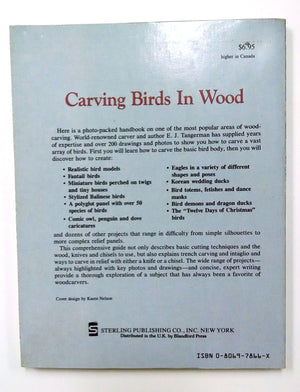 $6.95
higher in Canada
Carving Birds In Wood
Here is a photo-packed handbook on one of the most popular areas of wood-
carving. World-renowned carver and author E. J. Tangerman has supplied years
of expertise and over 200 drawings and photos to show you how to carve a vast
array of birds. First you will learn how to carve the basic bird body, then you will
discover how to create:
• Realistic bird models
• Fantail birds
• Miniature birds perched on twigs
and tiny houses
• Stylized Balinese birds
• A polyglot panel with over 50
species of birds
• Comic owl, penguin and dove
caricatures
• Eagles in a variety of different
shapes and poses
• Korean wedding ducks
• Bird totems, fetishes and dance
masks
• Bird demons and dragon ducks
• The "Twelve Days of Christmas"
birds
and dozens of other projects that range in difficulty from simple silhouettes to
more complex relief panels.
This comprehensive guide not only describes basic cutting techniques and the
wood, knives and chisels to use, but also explains trench carving and intaglio and
ways to carve in relief with either a knife or a chisel. The wide range of projects—
always highlighted with key photos and drawings—and concise, expert writing
provide a thorough exploration of a subject that has always been a favorite of
woodcarvers.
Cover design by Karen Nelson
S
STERLING PUBLISHING CO., INC. NEW YORK
Distributed in the U.K. by Blandford Press
ISBN 0-8069-7866-X